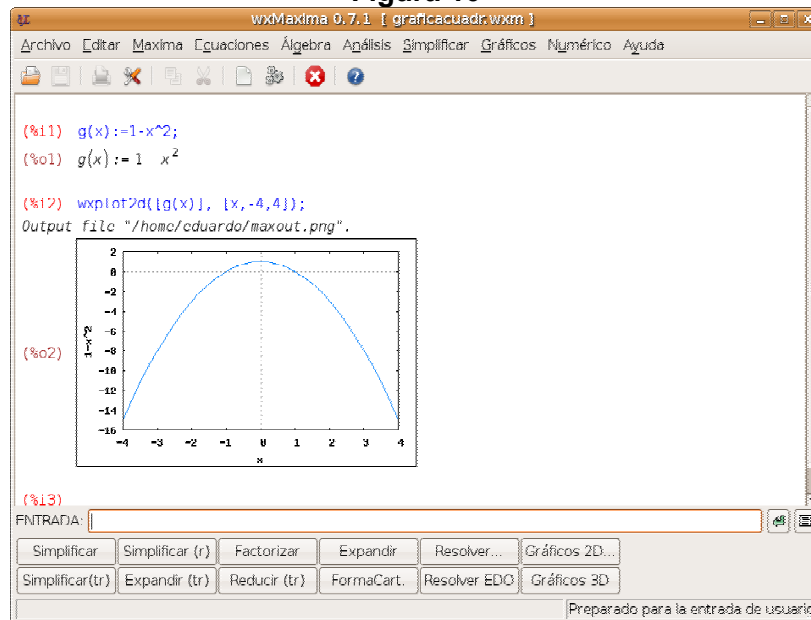 wxMaxima 0.7.1 [ graficacuadr.wxm ]
Archivo Editar Maxima Ecuaciones Álgebra Análisis Simplificar Gráficos Numérico Ayuda
(%i1) g(x):=1-x^2;
(%o1) g(x) := 1 x²
(%i2) wxplot2d([g(x)], [x,-4,4]);
Output file "/home/eduardo/maxout.png".
2
0
-2
-4
-6
-8
-10
-12
-14
-16
1-x^2
(%o2)
-4 -3 -2 -1 0 1 2 3 4
x
(%i3)
ENTRADA:
Simplificar Simplificar (r) Factorizar Expandir Resolver... Gráficos 2D...
Simplificar(tr) Expandir (tr) Reducir (tr) FormaCart. Resolver EDO Gráficos 3D
Preparado para la entrada de usuario